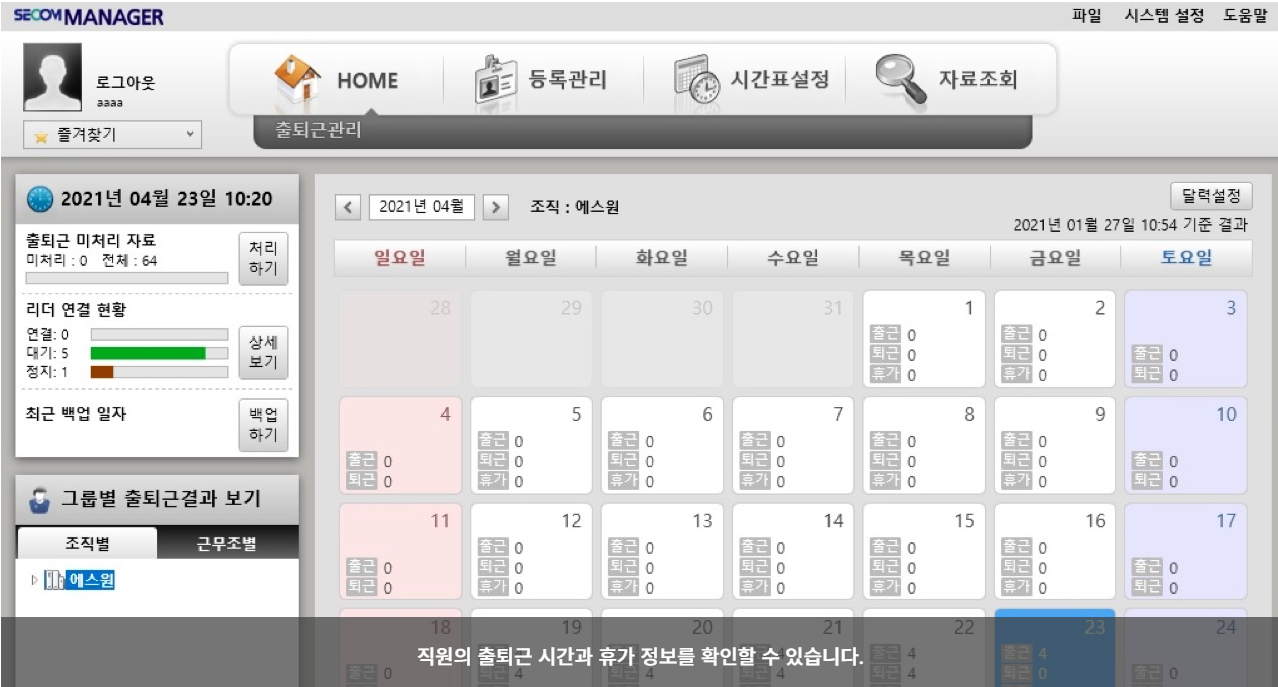 SECOM MANAGER
파일 시스템 설정 도움말
로그아웃
aaaa
즐겨찾기
HOME 등록관리 시간표설정 자료조회
출퇴근관리
2021년 04월 23일 10:20
출퇴근 미처리 자료
미처리 : 0 전체 : 64
처리
하기
리더 연결 현황
연결: 0
대기: 5
정지: 1
상세
보기
최근 백업 일자
백업
하기
그룹별 출퇴근결과 보기
조직별 근무조별
에스원
2021년 04월 조직 : 에스원
달력설정
2021년 01월 27일 10:54 기준 결과
일요일 월요일 화요일 수요일 목요일 금요일 토요일
28 29 30 31 1 2 3
출근 0 출근 0
퇴근 0 퇴근 0 출근 0
휴가 0 휴가 0 퇴근 0
4 5 6 7 8 9 10
출근 0 출근 0 출근 0 출근 0 출근 0
출근 0 퇴근 0 퇴근 0 퇴근 0 퇴근 0 퇴근 0 출근 0
퇴근 0 휴가 0 휴가 0 휴가 0 휴가 0 휴가 0 퇴근 0
11 12 13 14 15 16 17
출근 0 출근 0 출근 0 출근 0 출근 0
출근 0 퇴근 0 퇴근 0 퇴근 0 퇴근 0 퇴근 0 출근 0
퇴근 0 휴가 0 휴가 0 휴가 0 휴가 0 휴가 0 퇴근 0
18 19 20 21 22 23 24
출근 4 출근 4
출근 0 퇴근 4 퇴근 4 퇴근 4 퇴근 4 퇴근 0 출근 0
직원의 출퇴근 시간과 휴가 정보를 확인할 수 있습니다.